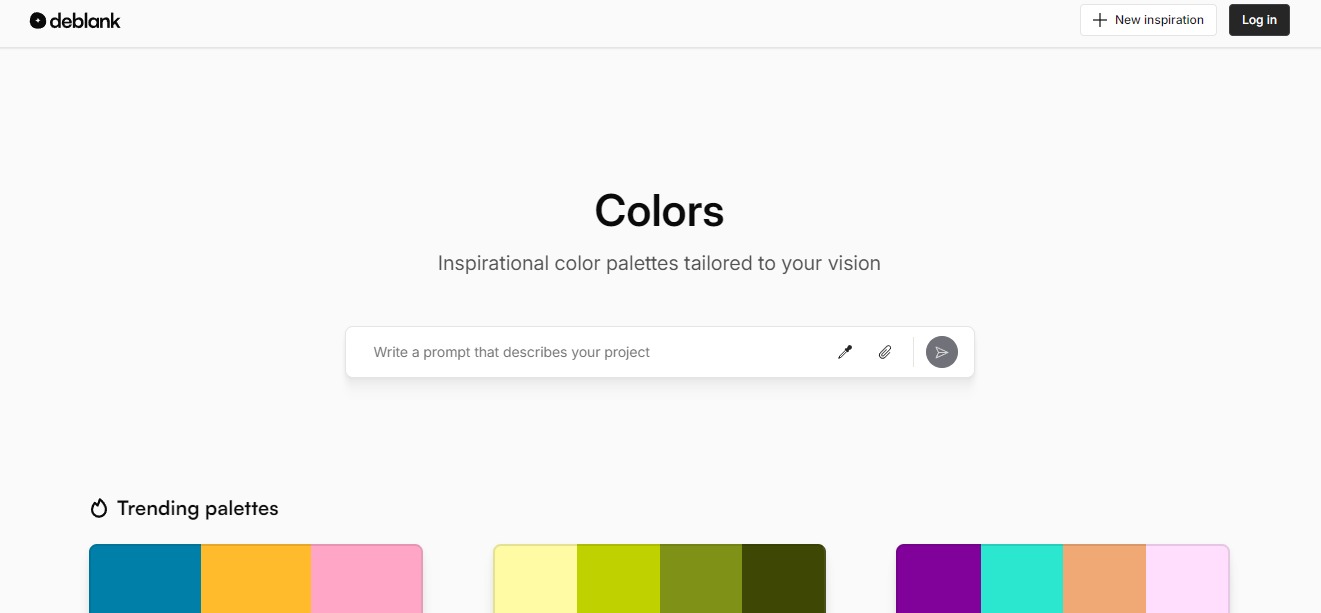 deblank
New inspiration
Log in
Colors
Inspirational color palettes tailored to your vision
Write a prompt that describes your project
Trending palettes